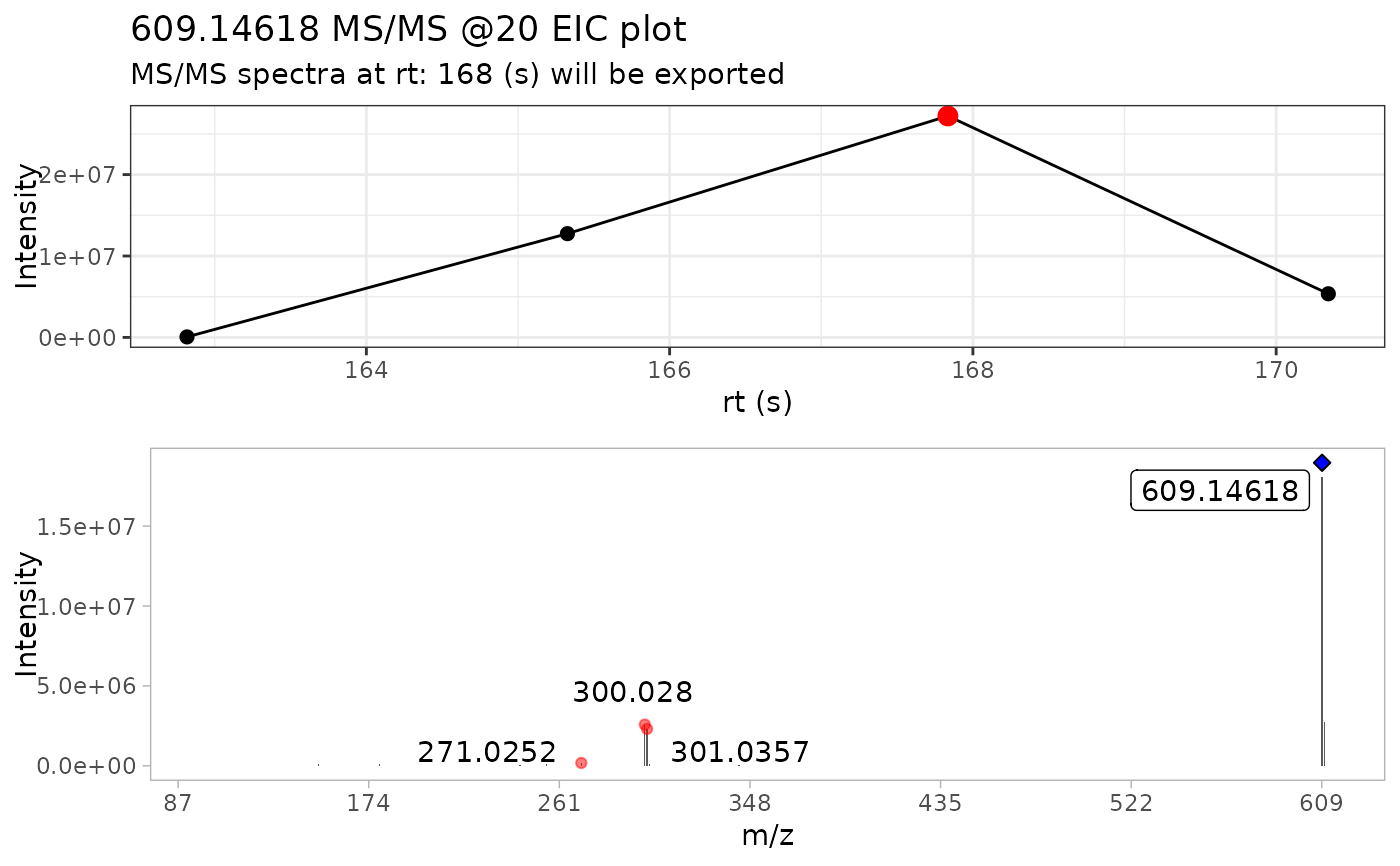 609.14618 MS/MS @20 EIC plot
MS/MS spectra at rt: 168 (s) will be exported
Intensity
2e+07
1e+07
0e+00
164 166 168 170
rt (s)
Intensity
1.5e+07
1.0e+07
5.0e+06
0.0e+00
609.14618
300.028
271.0252 301.0357
87 174 261 348 435 522 609
m/z